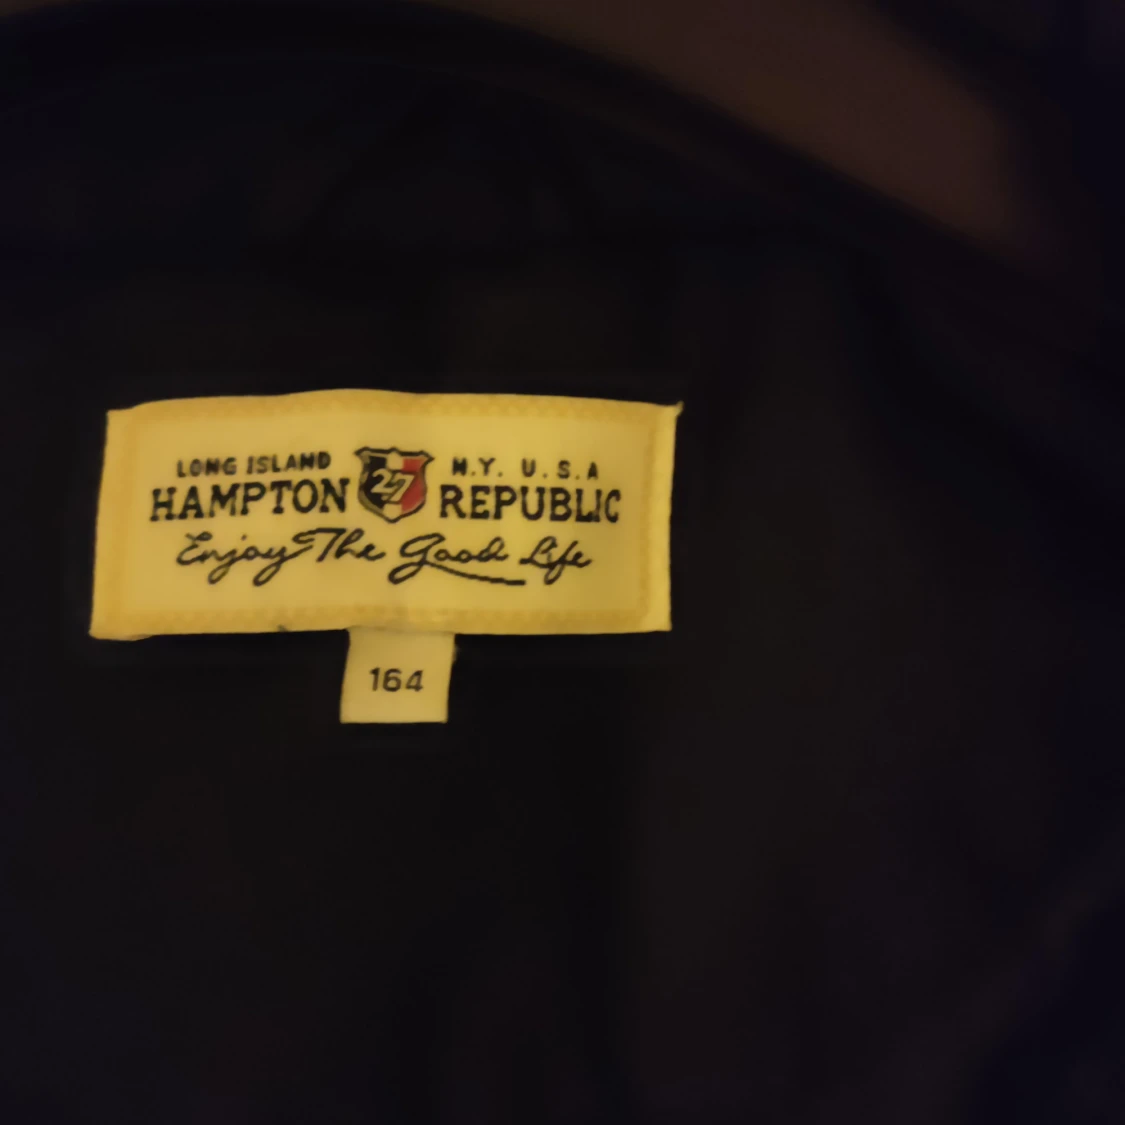 LONG ISLAND N.Y. U.S.A
HAMPTON 27 REPUBLIC
Enjoy The Good Life
164